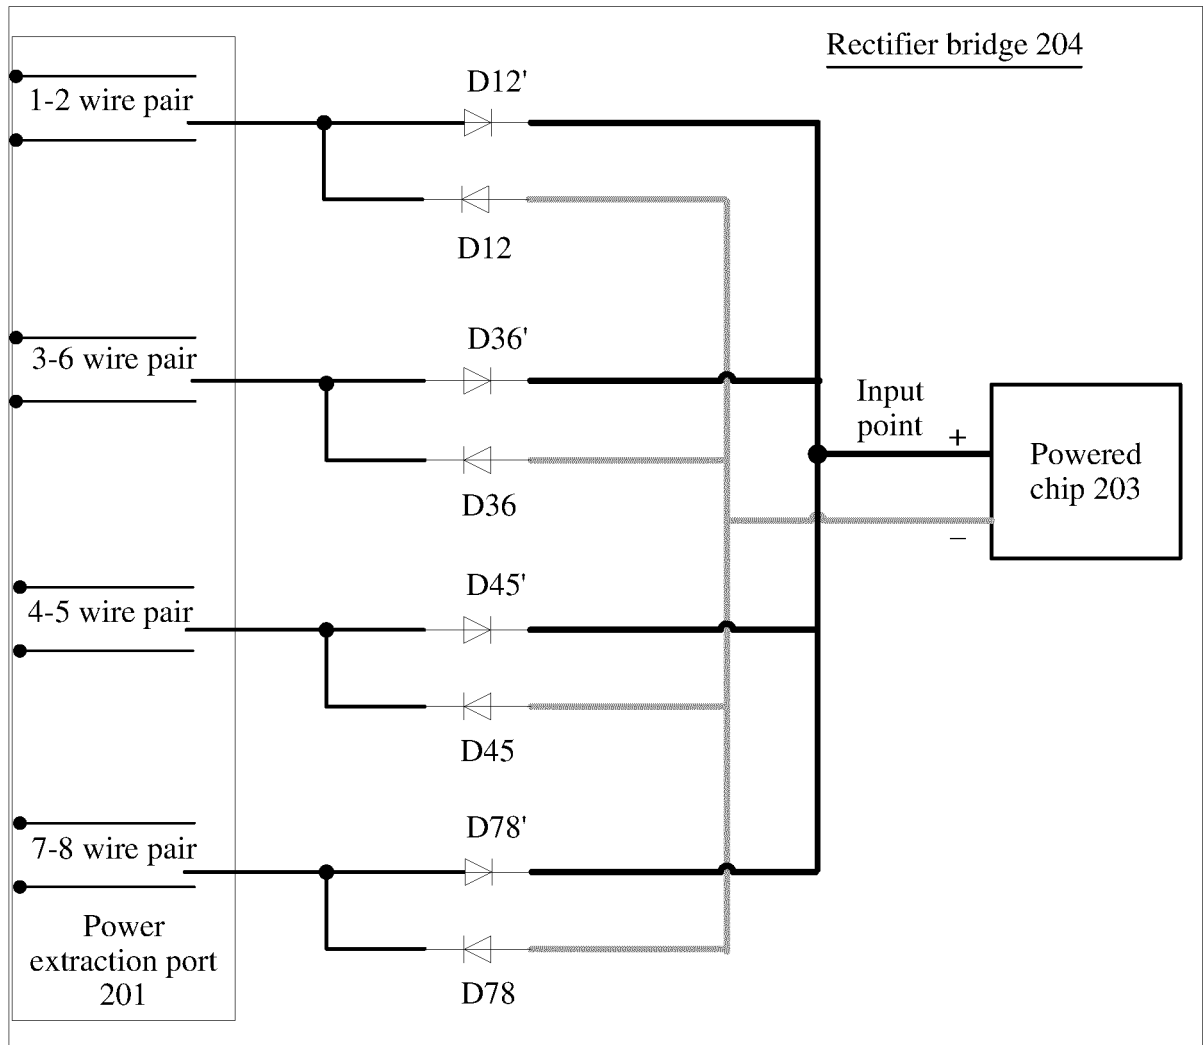 Rectifier bridge 204
D12'
1-2 wire pair
D12
D36'
3-6 wire pair
Input
point
+
Powered
chip 203
D36
–
D45'
4-5 wire pair
D45
D78'
7-8 wire pair
Power
extraction port
201
D78